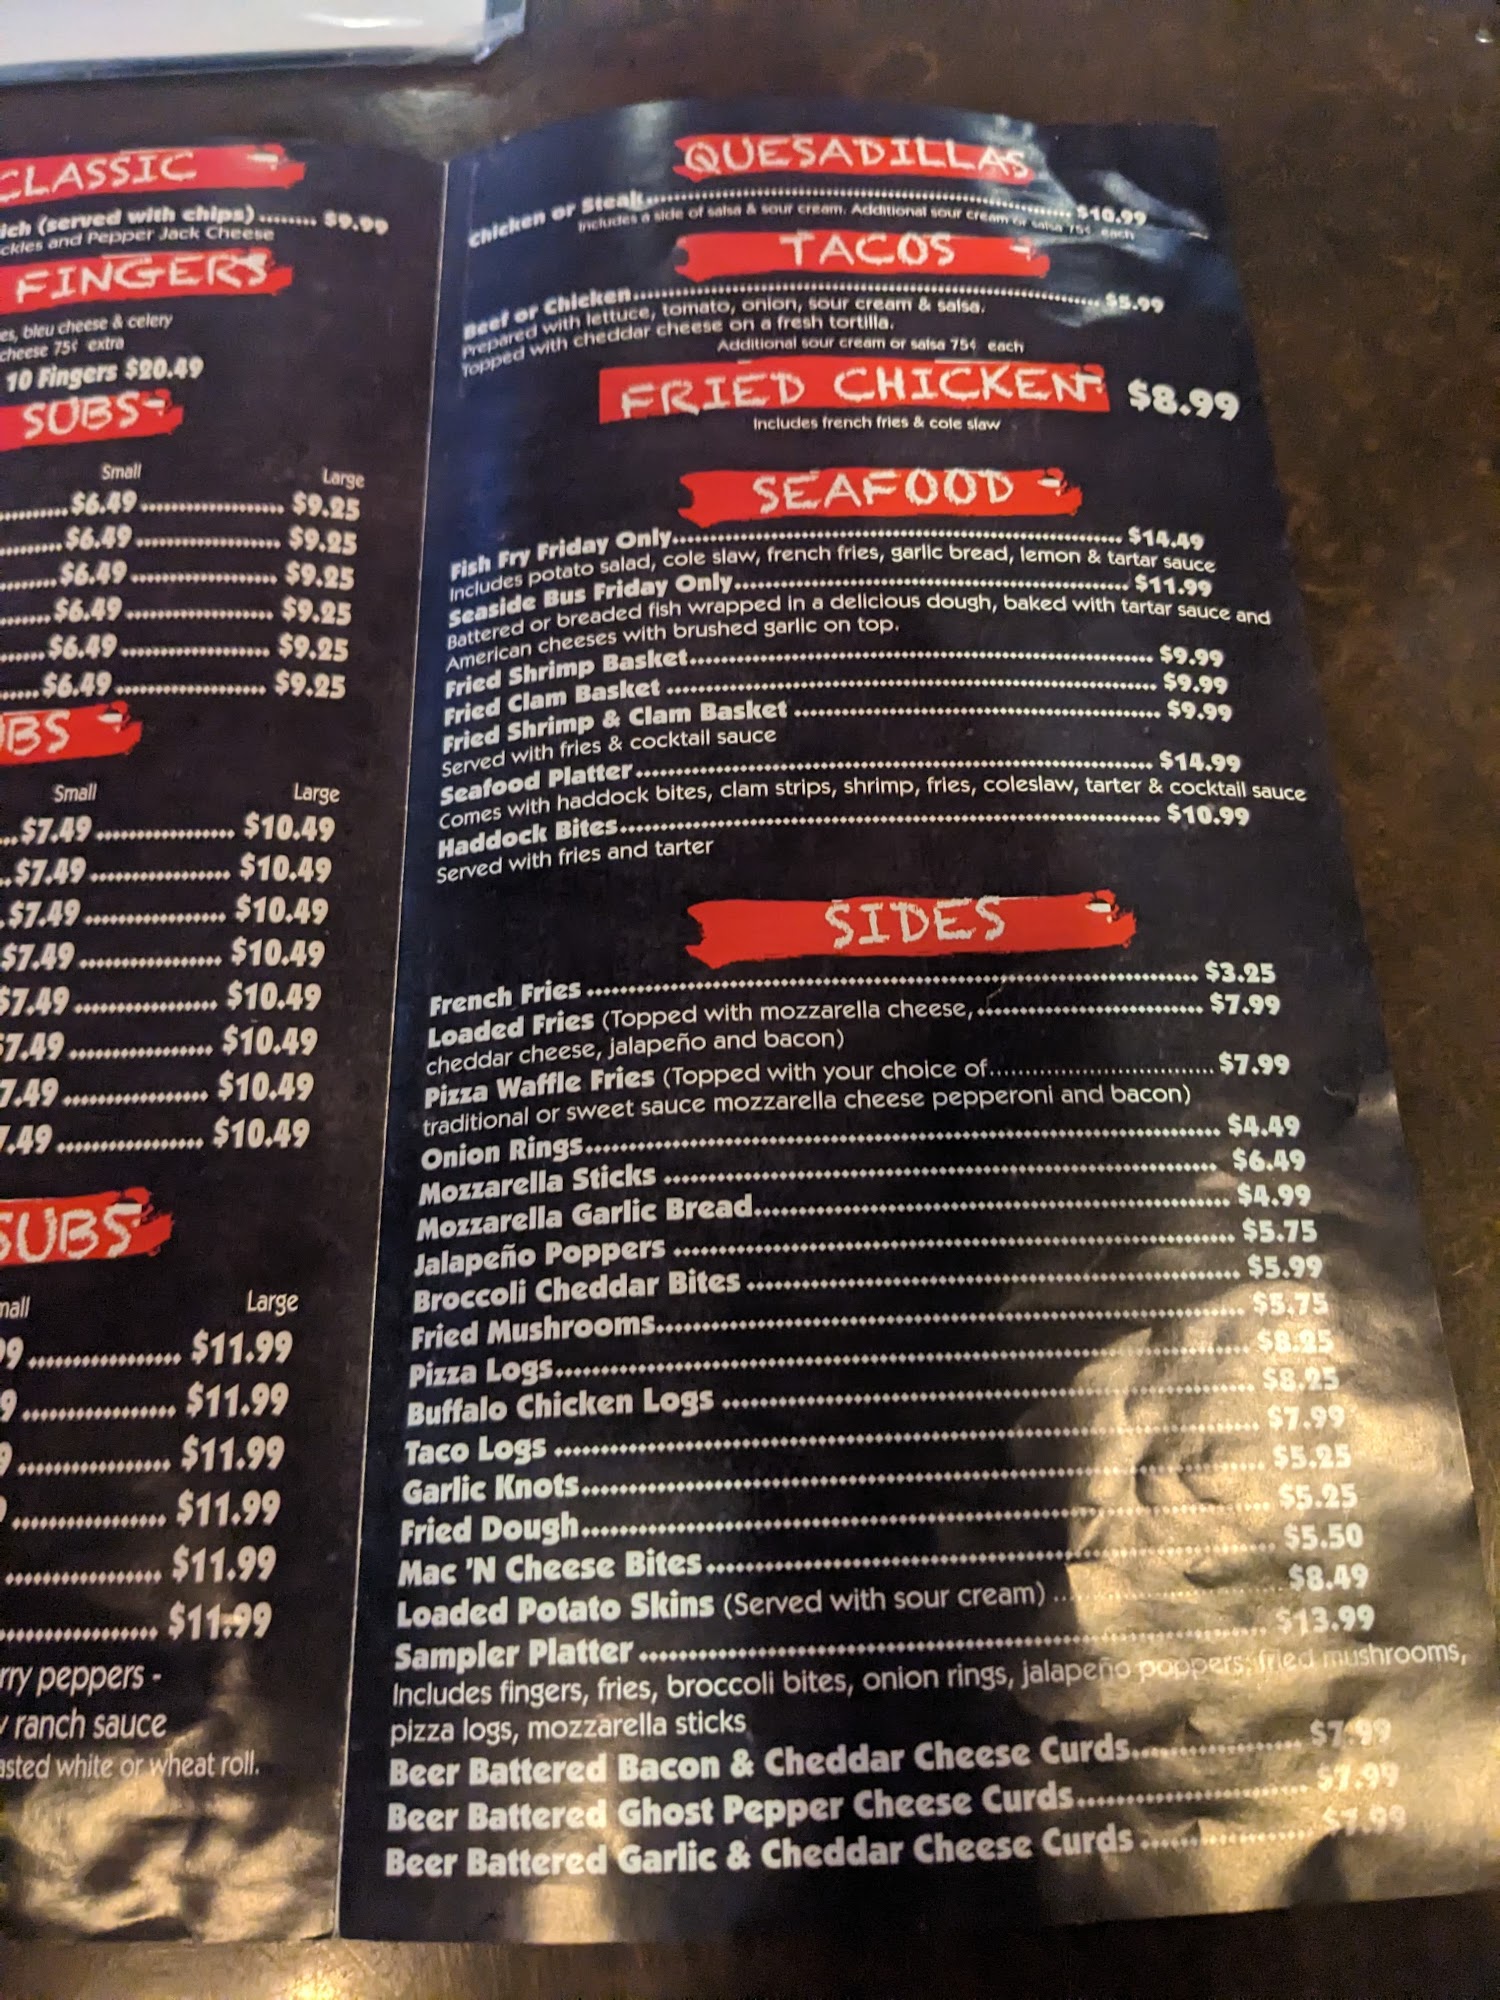 CLASSIC
(served with chips) ........ $9.99
and Pepper Jack Cheese
FINGERS
bleu cheese & celery
cheese 75¢ extra
10 Fingers $20.49
SUBS
Small Large
$6.49 $9.25
$6.49 $9.25
$6.49 $9.25
$6.49 $9.25
$6.49 $9.25
$6.49 $9.25
Small Large
$7.49 $10.49
$7.49 $10.49
$7.49 $10.49
$7.49 $10.49
$7.49 $10.49
7.49 $10.49
7.49 $10.49
.49 $10.49
SUBS
Large
$11.99
$11.99
$11.99
$11.99
$11.99
$11.99
peppers -
ranch sauce
white or wheat roll.
QUESADILLAS
Chicken or Steak $10.99
Includes a side of salsa & sour cream. Additional sour cream or salsa 75¢ each
TACOS
Beef or Chicken $5.99
Prepared with lettuce, tomato, onion, sour cream & salsa.
Topped with cheddar cheese on a fresh tortilla.
Additional sour cream or salsa 75¢ each
FRIED CHICKEN $8.99
Includes french fries & cole slaw
SEAFOOD
Fish Fry Friday Only $14.49
Includes potato salad, cole slaw, french fries, garlic bread, lemon & tartar sauce
Seaside Bus Friday Only $11.99
Battered or breaded fish wrapped in a delicious dough, baked with tartar sauce and
American cheeses with brushed garlic on top.
Fried Shrimp Basket $9.99
Fried Clam Basket $9.99
Fried Shrimp & Clam Basket $9.99
Served with fries & cocktail sauce
Seafood Platter $14.99
Comes with haddock bites, clam strips, shrimp, fries, coleslaw, tarter & cocktail sauce
Haddock Bites $10.99
Served with fries and tarter
SIDES
French Fries $3.25
Loaded Fries (Topped with mozzarella cheese, $7.99
cheddar cheese, jalapeño and bacon)
Pizza Waffle Fries (Topped with your choice of $7.99
traditional or sweet sauce mozzarella cheese pepperoni and bacon)
Onion Rings $4.49
Mozzarella Sticks $6.49
Mozzarella Garlic Bread $4.99
Jalapeño Poppers $5.75
Broccoli Cheddar Bites $5.99
Fried Mushrooms $5.75
Pizza Logs $8.25
Buffalo Chicken Logs $8.25
Taco Logs $7.99
Garlic Knots $5.25
Fried Dough $5.25
Mac 'N Cheese Bites $5.50
Loaded Potato Skins (Served with sour cream) $8.49
Sampler Platter $13.99
Includes fingers, fries, broccoli bites, onion rings, jalapeño poppers, fried mushrooms,
pizza logs, mozzarella sticks
Beer Battered Bacon & Cheddar Cheese Curds $7.99
Beer Battered Ghost Pepper Cheese Curds $7.99
Beer Battered Garlic & Cheddar Cheese Curds $7.99